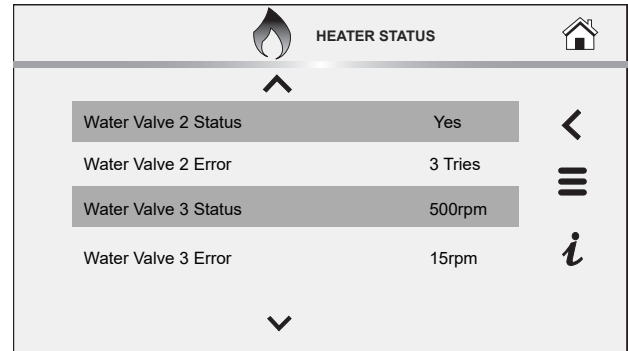 HEATER STATUS
Water Valve 2 Status Yes
Water Valve 2 Error 3 Tries
Water Valve 3 Status 500rpm
Water Valve 3 Error 15rpm
i